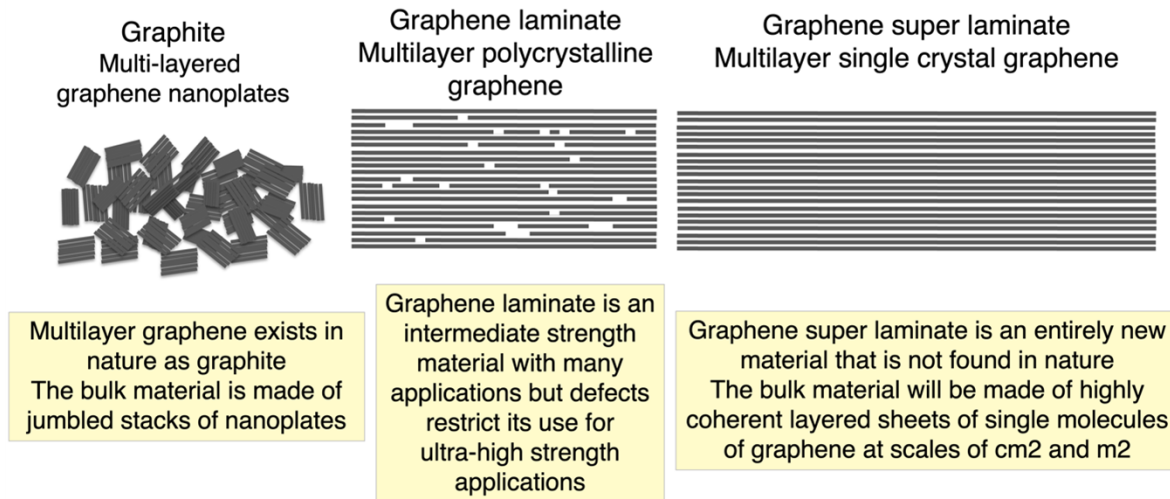 Graphite
Multi-layered
graphene nanoplates
Graphene laminate
Multilayer polycrystalline
graphene
Graphene super laminate
Multilayer single crystal graphene
Multilayer graphene exists in
nature as graphite
The bulk material is made of
jumbled stacks of nanoplates
Graphene laminate is an
intermediate strength
material with many
applications but defects
restrict its use for
ultra-high strength
applications
Graphene super laminate is an entirely new
material that is not found in nature
The bulk material will be made of highly
coherent layered sheets of single molecules
of graphene at scales of cm2 and m2